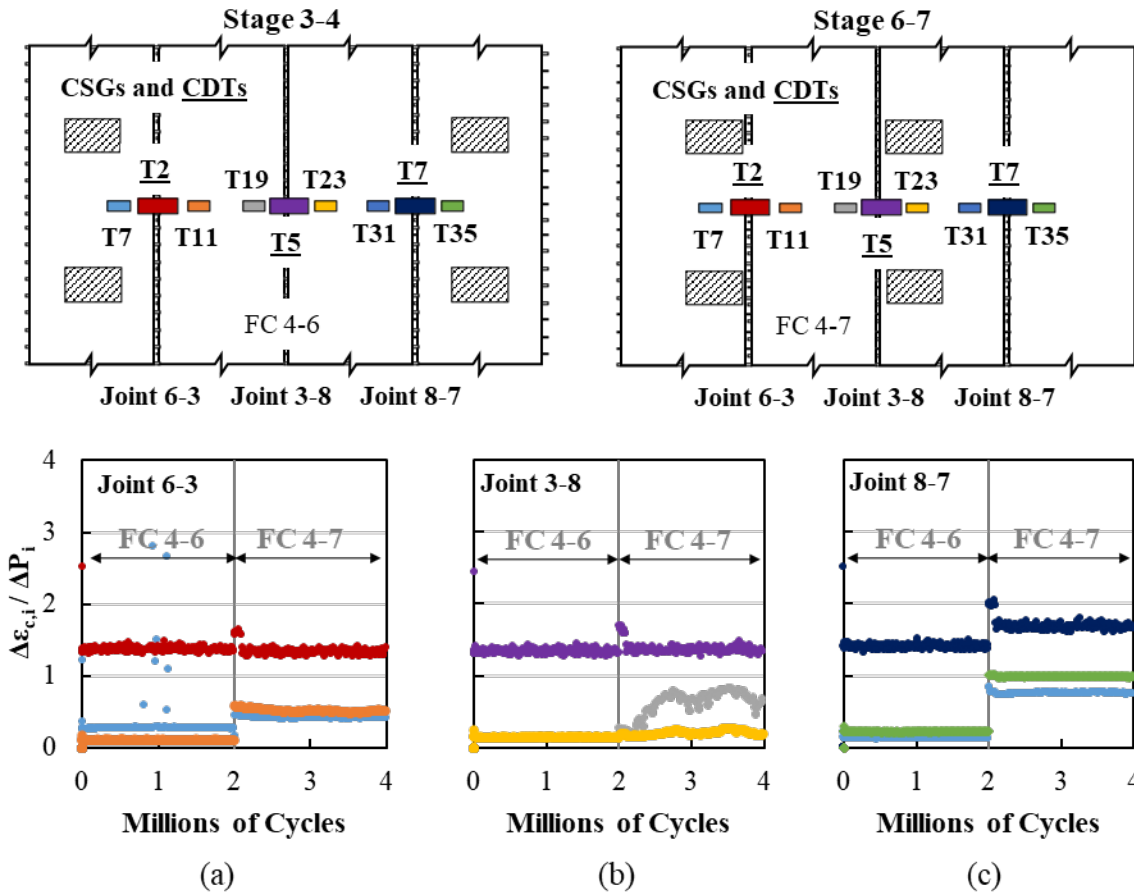 Stage 3-4
CSGs and CDTs
T2
T19
T23
T7
T7
T11
T5
T31
T35
FC 4-6
Joint 6-3
Joint 3-8
Joint 8-7
Stage 6-7
CSGs and CDTs
T2
T19
T23
T7
T7
T11
T5
T31
T35
FC 4-7
Joint 6-3
Joint 3-8
Joint 8-7
Δε c,i / ΔP i
4
3
2
1
0
Joint 6-3
FC 4-6
FC 4-7
0
1
2
3
4
Millions of Cycles
(a)
Joint 3-8
FC 4-6
FC 4-7
0
1
2
3
4
Millions of Cycles
(b)
Joint 8-7
FC 4-6
FC 4-7
0
1
2
3
4
Millions of Cycles
(c)